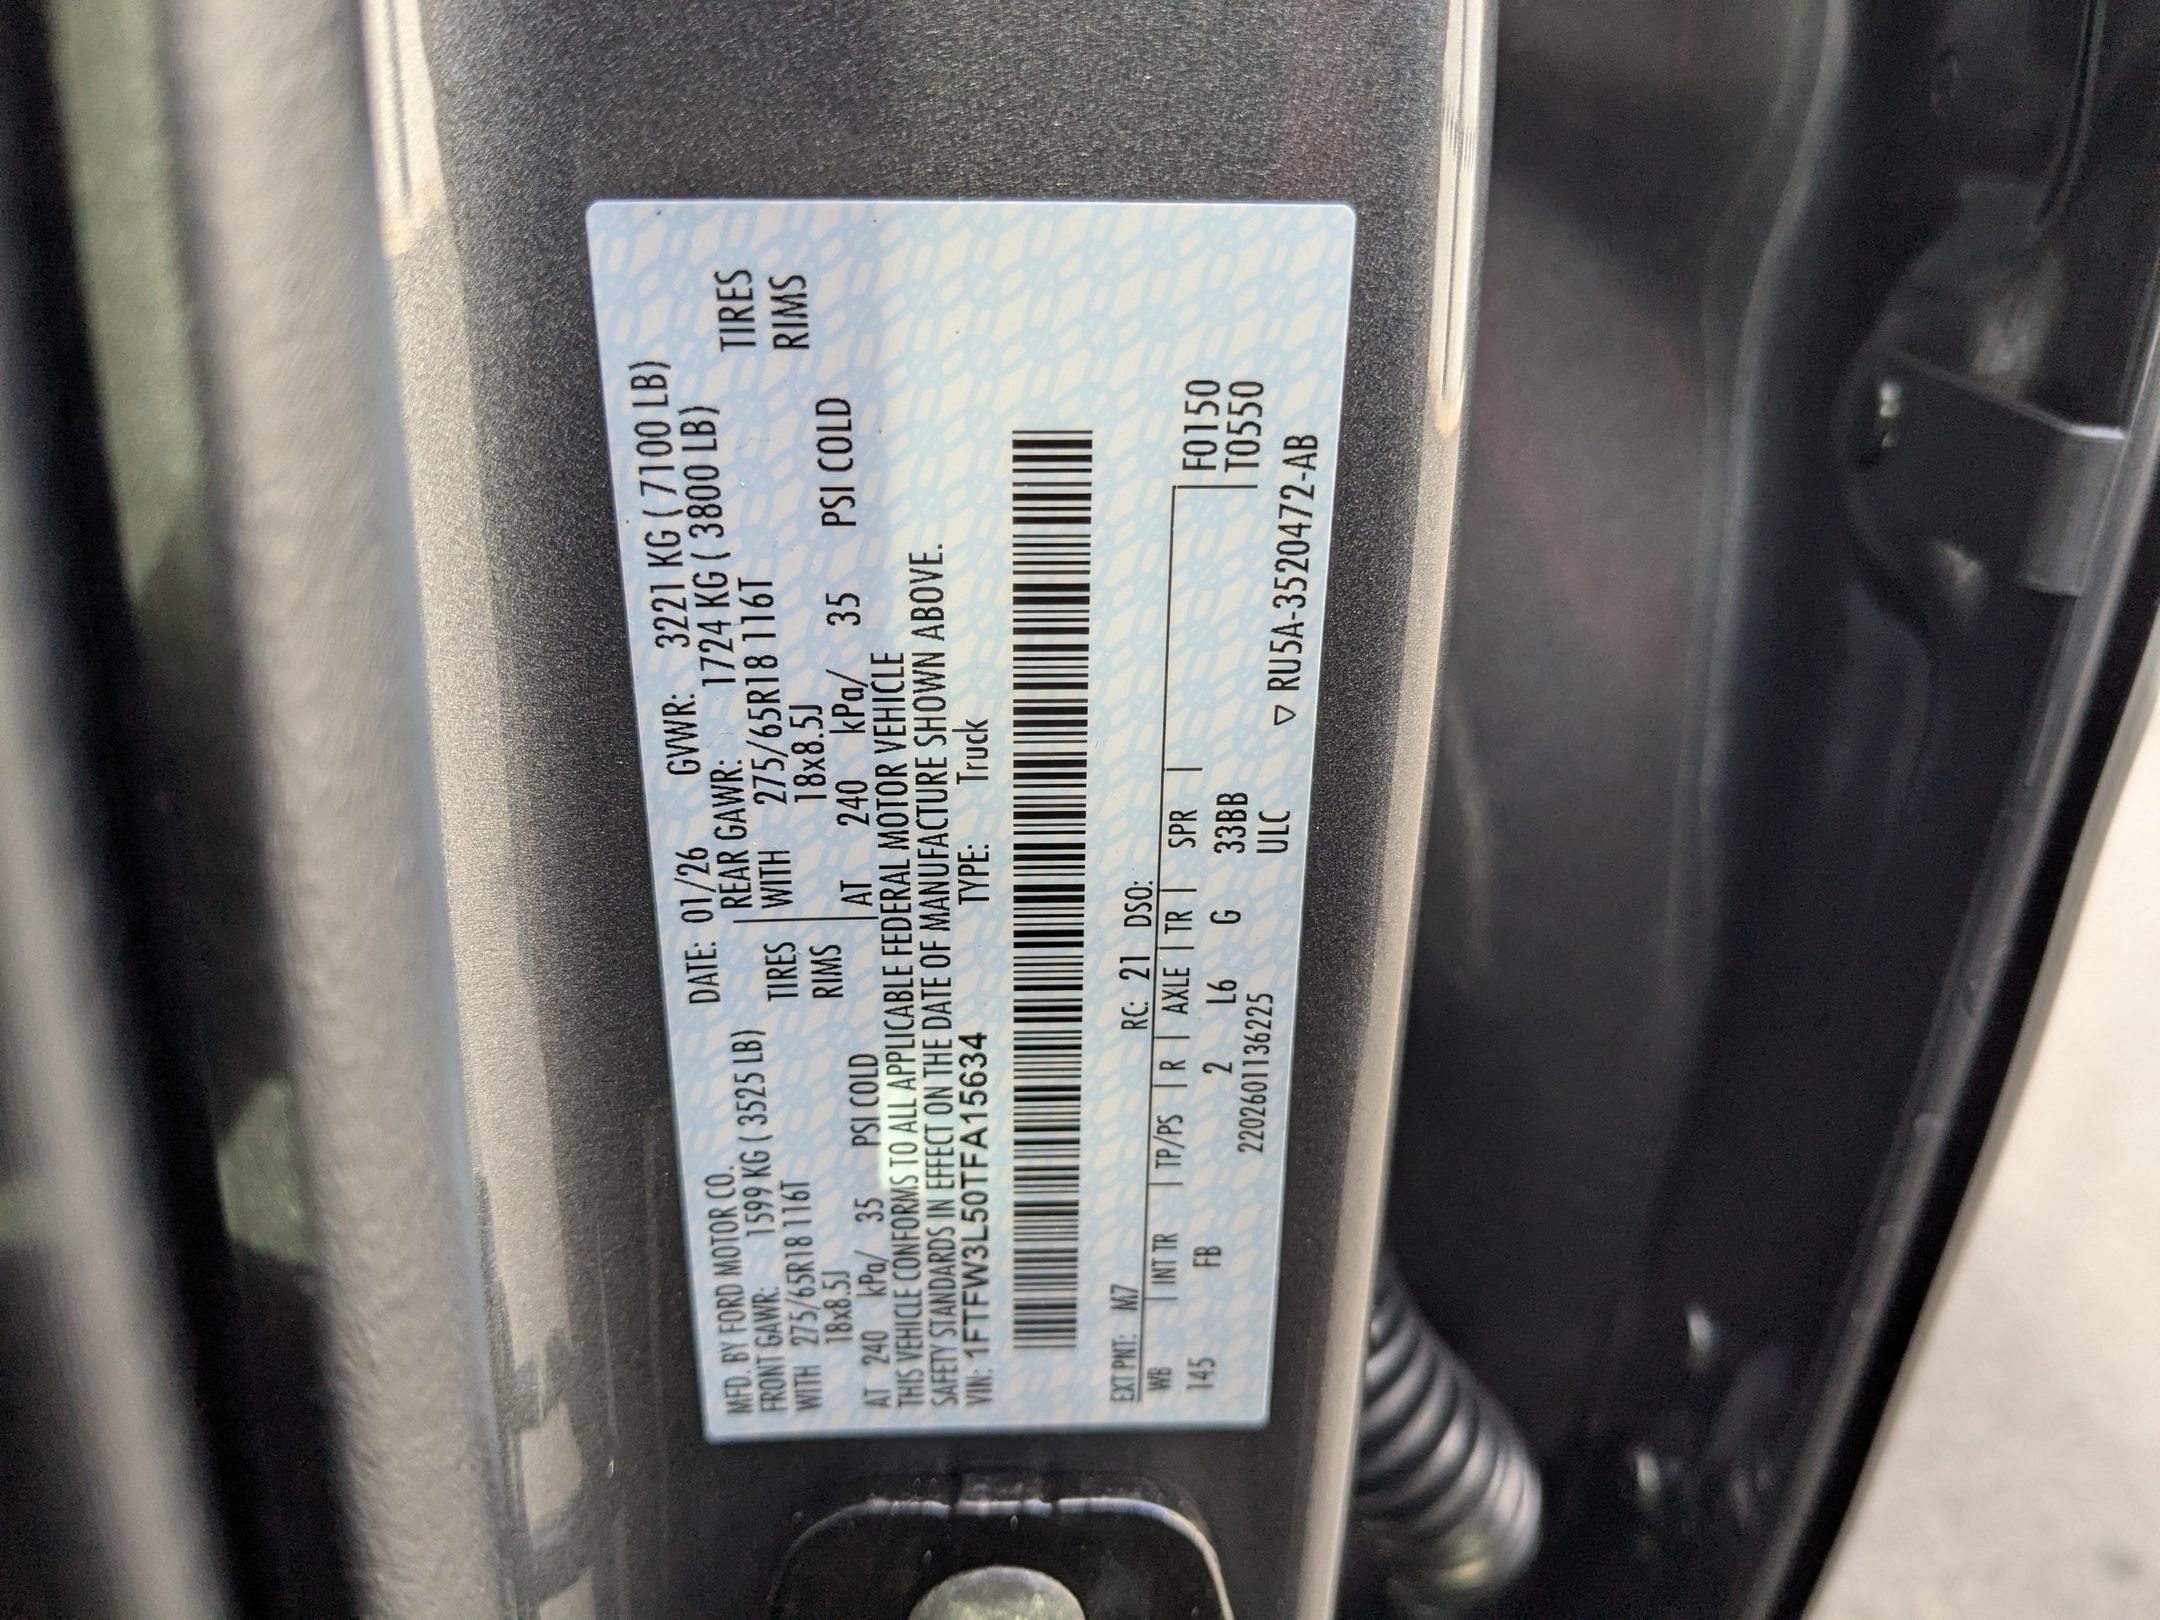 MFD. BY FORD MOTOR CO. DATE: 01/26 GVWR: 3221 KG ( 7100 LB)
FRONT GAWR: 1599 KG ( 3525 LB) REAR GAWR: 1724 KG ( 3800 LB)
WITH 275/65R18 116T TIRES WITH 275/65R18 116T TIRES
18x8.5J RIMS 18x8.5J RIMS
AT 240 kPa/ 35 PSI COLD AT 240 kPa/ 35 PSI COLD
THIS VEHICLE CONFORMS TO ALL APPLICABLE FEDERAL MOTOR VEHICLE
SAFETY STANDARDS IN EFFECT ON THE DATE OF MANUFACTURE SHOWN ABOVE.
VIN: 1FTFW3L50TFA15634 TYPE: Truck
EXT PNT: M7 RC: 21 DSO:
WB | INT TR | TP/PS | R | AXLE | TR | SPR | F0150
145 FB 2 L6 G 33BB T0550
2202601136225 ULC ▽ RU5A-3520472-AB